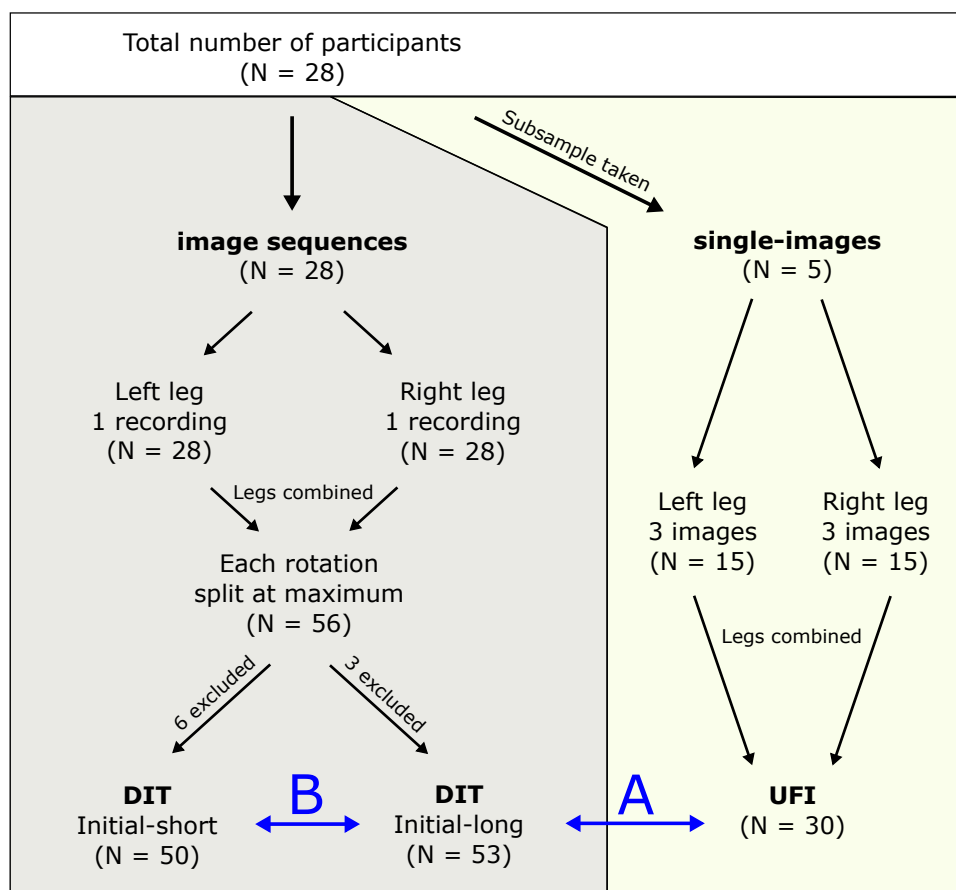 Total number of participants
(N = 28)
Subsample taken
image sequences
(N = 28)
single-images
(N = 5)
Left leg
1 recording
(N = 28)
Right leg
1 recording
(N = 28)
Legs combined
Left leg
3 images
(N = 15)
Right leg
3 images
(N = 15)
Each rotation
split at maximum
(N = 56)
Legs combined
6 excluded
3 excluded
DIT
Initial-short
(N = 50)
B
DIT
Initial-long
(N = 53)
A
UFI
(N = 30)